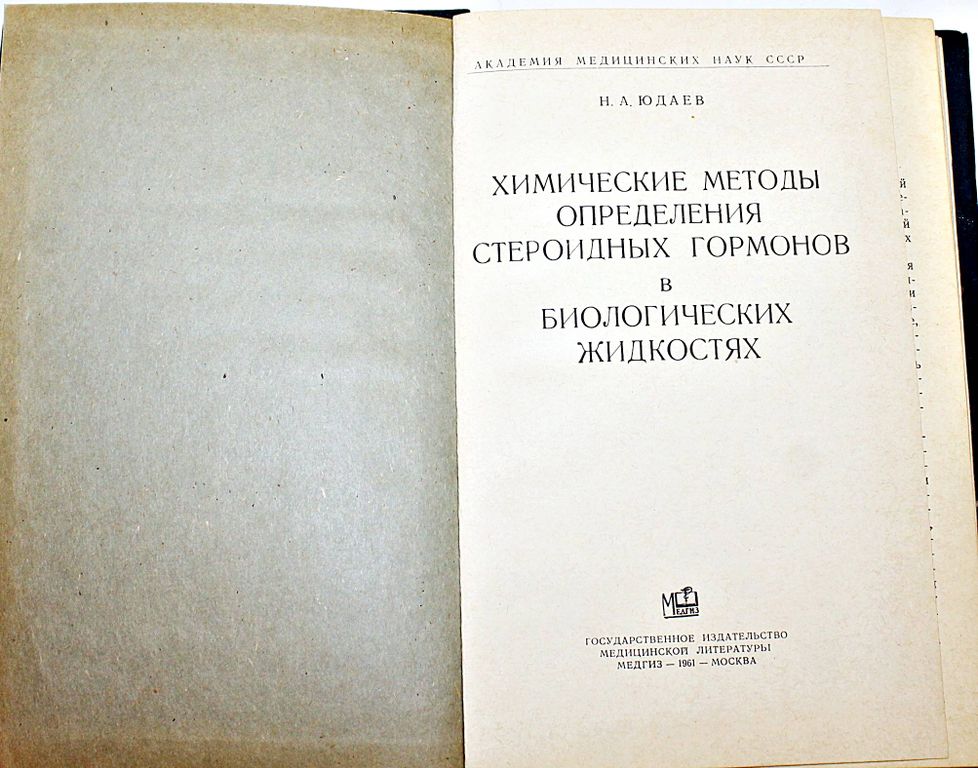 АКАДЕМИЯ МЕДИЦИНСКИХ НАУК СССР
Н. А. ЮДАЕВ
ХИМИЧЕСКИЕ МЕТОДЫ
ОПРЕДЕЛЕНИЯ
СТЕРОИДНЫХ ГОРМОНОВ
В
БИОЛОГИЧЕСКИХ
ЖИДКОСТЯХ
МЕДГИЗ
ГОСУДАРСТВЕННОЕ ИЗДАТЕЛЬСТВО
МЕДИЦИНСКОЙ ЛИТЕРАТУРЫ
МЕДГИЗ — 1961 — МОСКВА